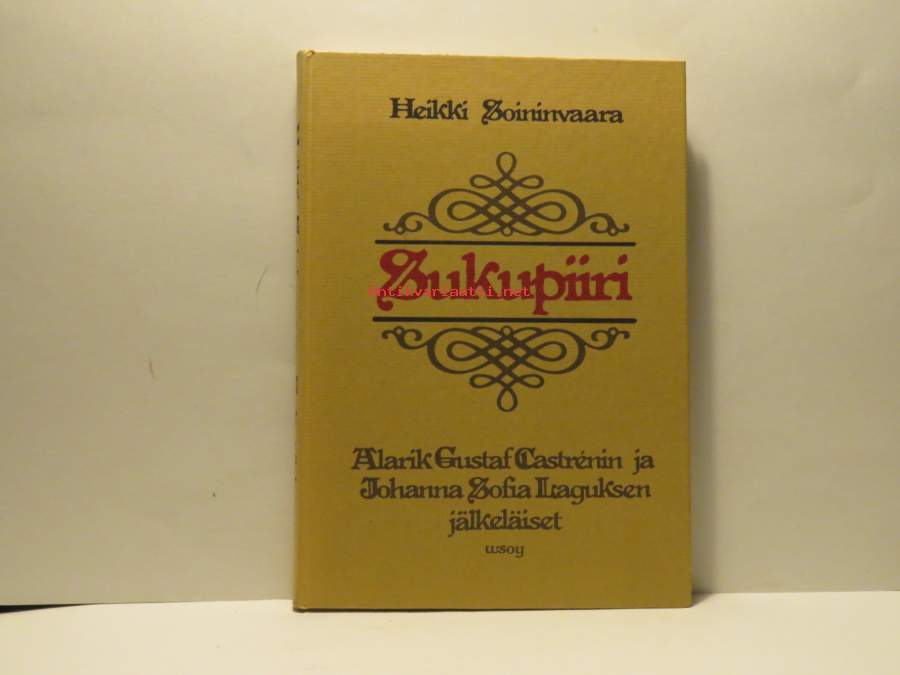 Heikki Soininvaara
Sukupiiri
antikvariaatti.net
Alarik Gustaf Castrénin ja
Johanna Sofia Laguksen
jälkeläiset
wsoy